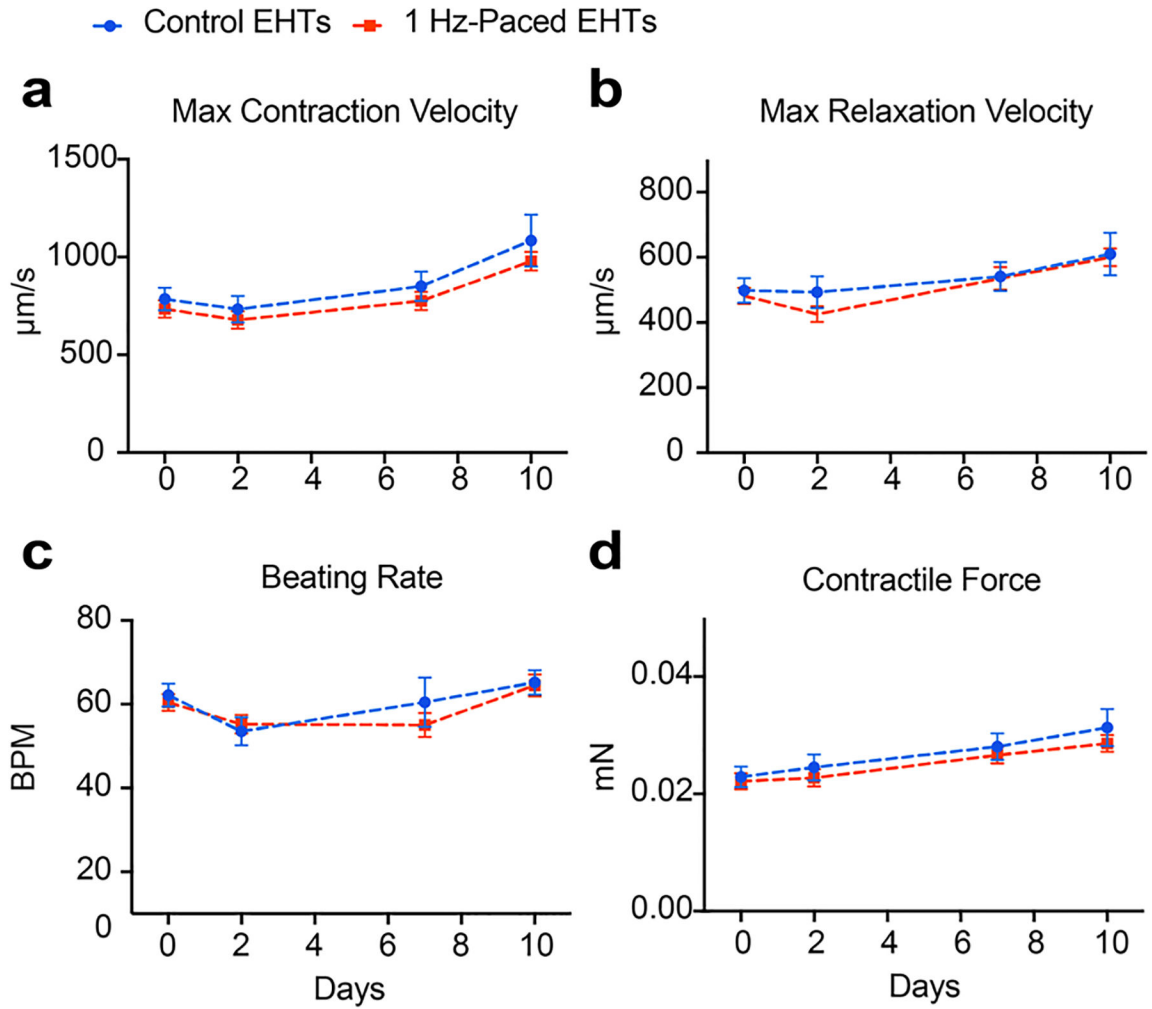 Control EHTs 1 Hz-Paced EHTs
a
Max Contraction Velocity
1500
1000
500
0
µm/s
0 2 4 6 8 10
b
Max Relaxation Velocity
800
600
400
200
0
µm/s
0 2 4 6 8 10
c
Beating Rate
80
60
40
20
0
BPM
0 2 4 6 8 10
Days
d
Contractile Force
0.04
0.02
0.00
mN
0 2 4 6 8 10
Days